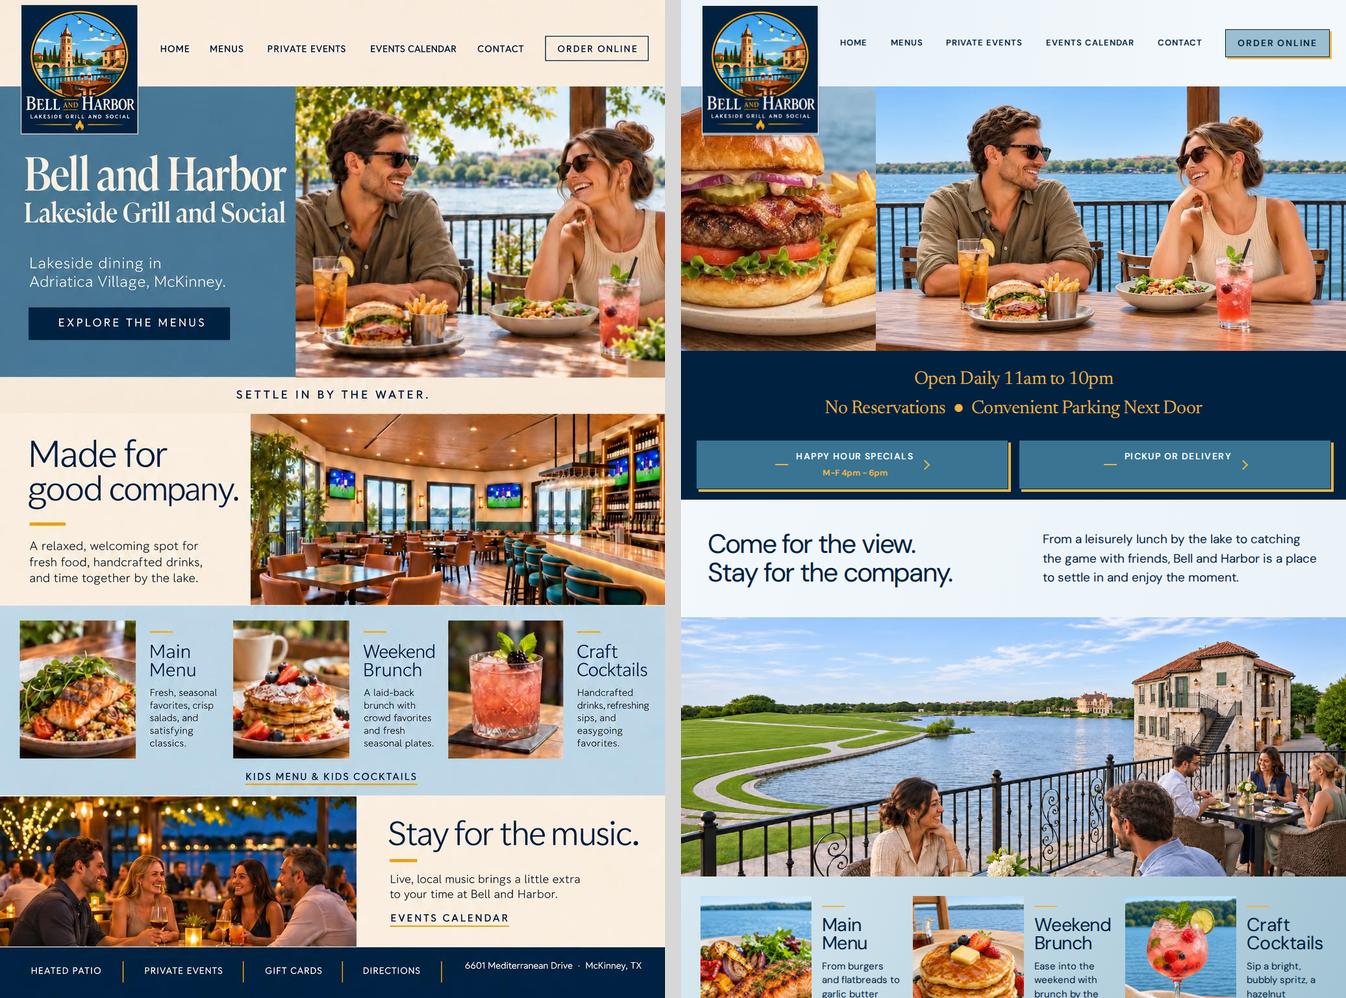 BELL AND HARBOR
LAKESIDE GRILL AND SOCIAL
HOME
MENUS
PRIVATE EVENTS
EVENTS CALENDAR
CONTACT
ORDER ONLINE
Bell and Harbor
Lakeside Grill and Social
Lakeside dining in
Adriatica Village, McKinney.
EXPLORE THE MENUS
SETTLE IN BY THE WATER.
Made for
good company.
A relaxed, welcoming spot for
fresh food, handcrafted drinks,
and time together by the lake.
Main
Menu
Fresh, seasonal
favorites, crisp
salads, and
satisfying
classics.
Weekend
Brunch
A laid-back
brunch with
crowd favorites
and fresh
seasonal plates.
Craft
Cocktails
Handcrafted
drinks, refreshing
sips, and
easygoing
favorites.
KIDS MENU & KIDS COCKTAILS
Stay for the music.
Live, local music brings a little extra
to your time at Bell and Harbor.
EVENTS CALENDAR
HEATED PATIO
PRIVATE EVENTS
GIFT CARDS
DIRECTIONS
6601 Mediterranean Drive · McKinney, TX
BELL AND HARBOR
LAKESIDE GRILL AND SOCIAL
HOME
MENUS
PRIVATE EVENTS
EVENTS CALENDAR
CONTACT
ORDER ONLINE
Open Daily 11am to 10pm
No Reservations ● Convenient Parking Next Door
HAPPY HOUR SPECIALS
M-F 4pm - 6pm
PICKUP OR DELIVERY
Come for the view.
Stay for the company.
From a leisurely lunch by the lake to catching
the game with friends, Bell and Harbor is a place
to settle in and enjoy the moment.
Main
Menu
From burgers
and flatbreads to
garlic butter
Weekend
Brunch
Ease into the
weekend with
brunch by the
Craft
Cocktails
Sip a bright,
bubbly spritz, a
hazelnut